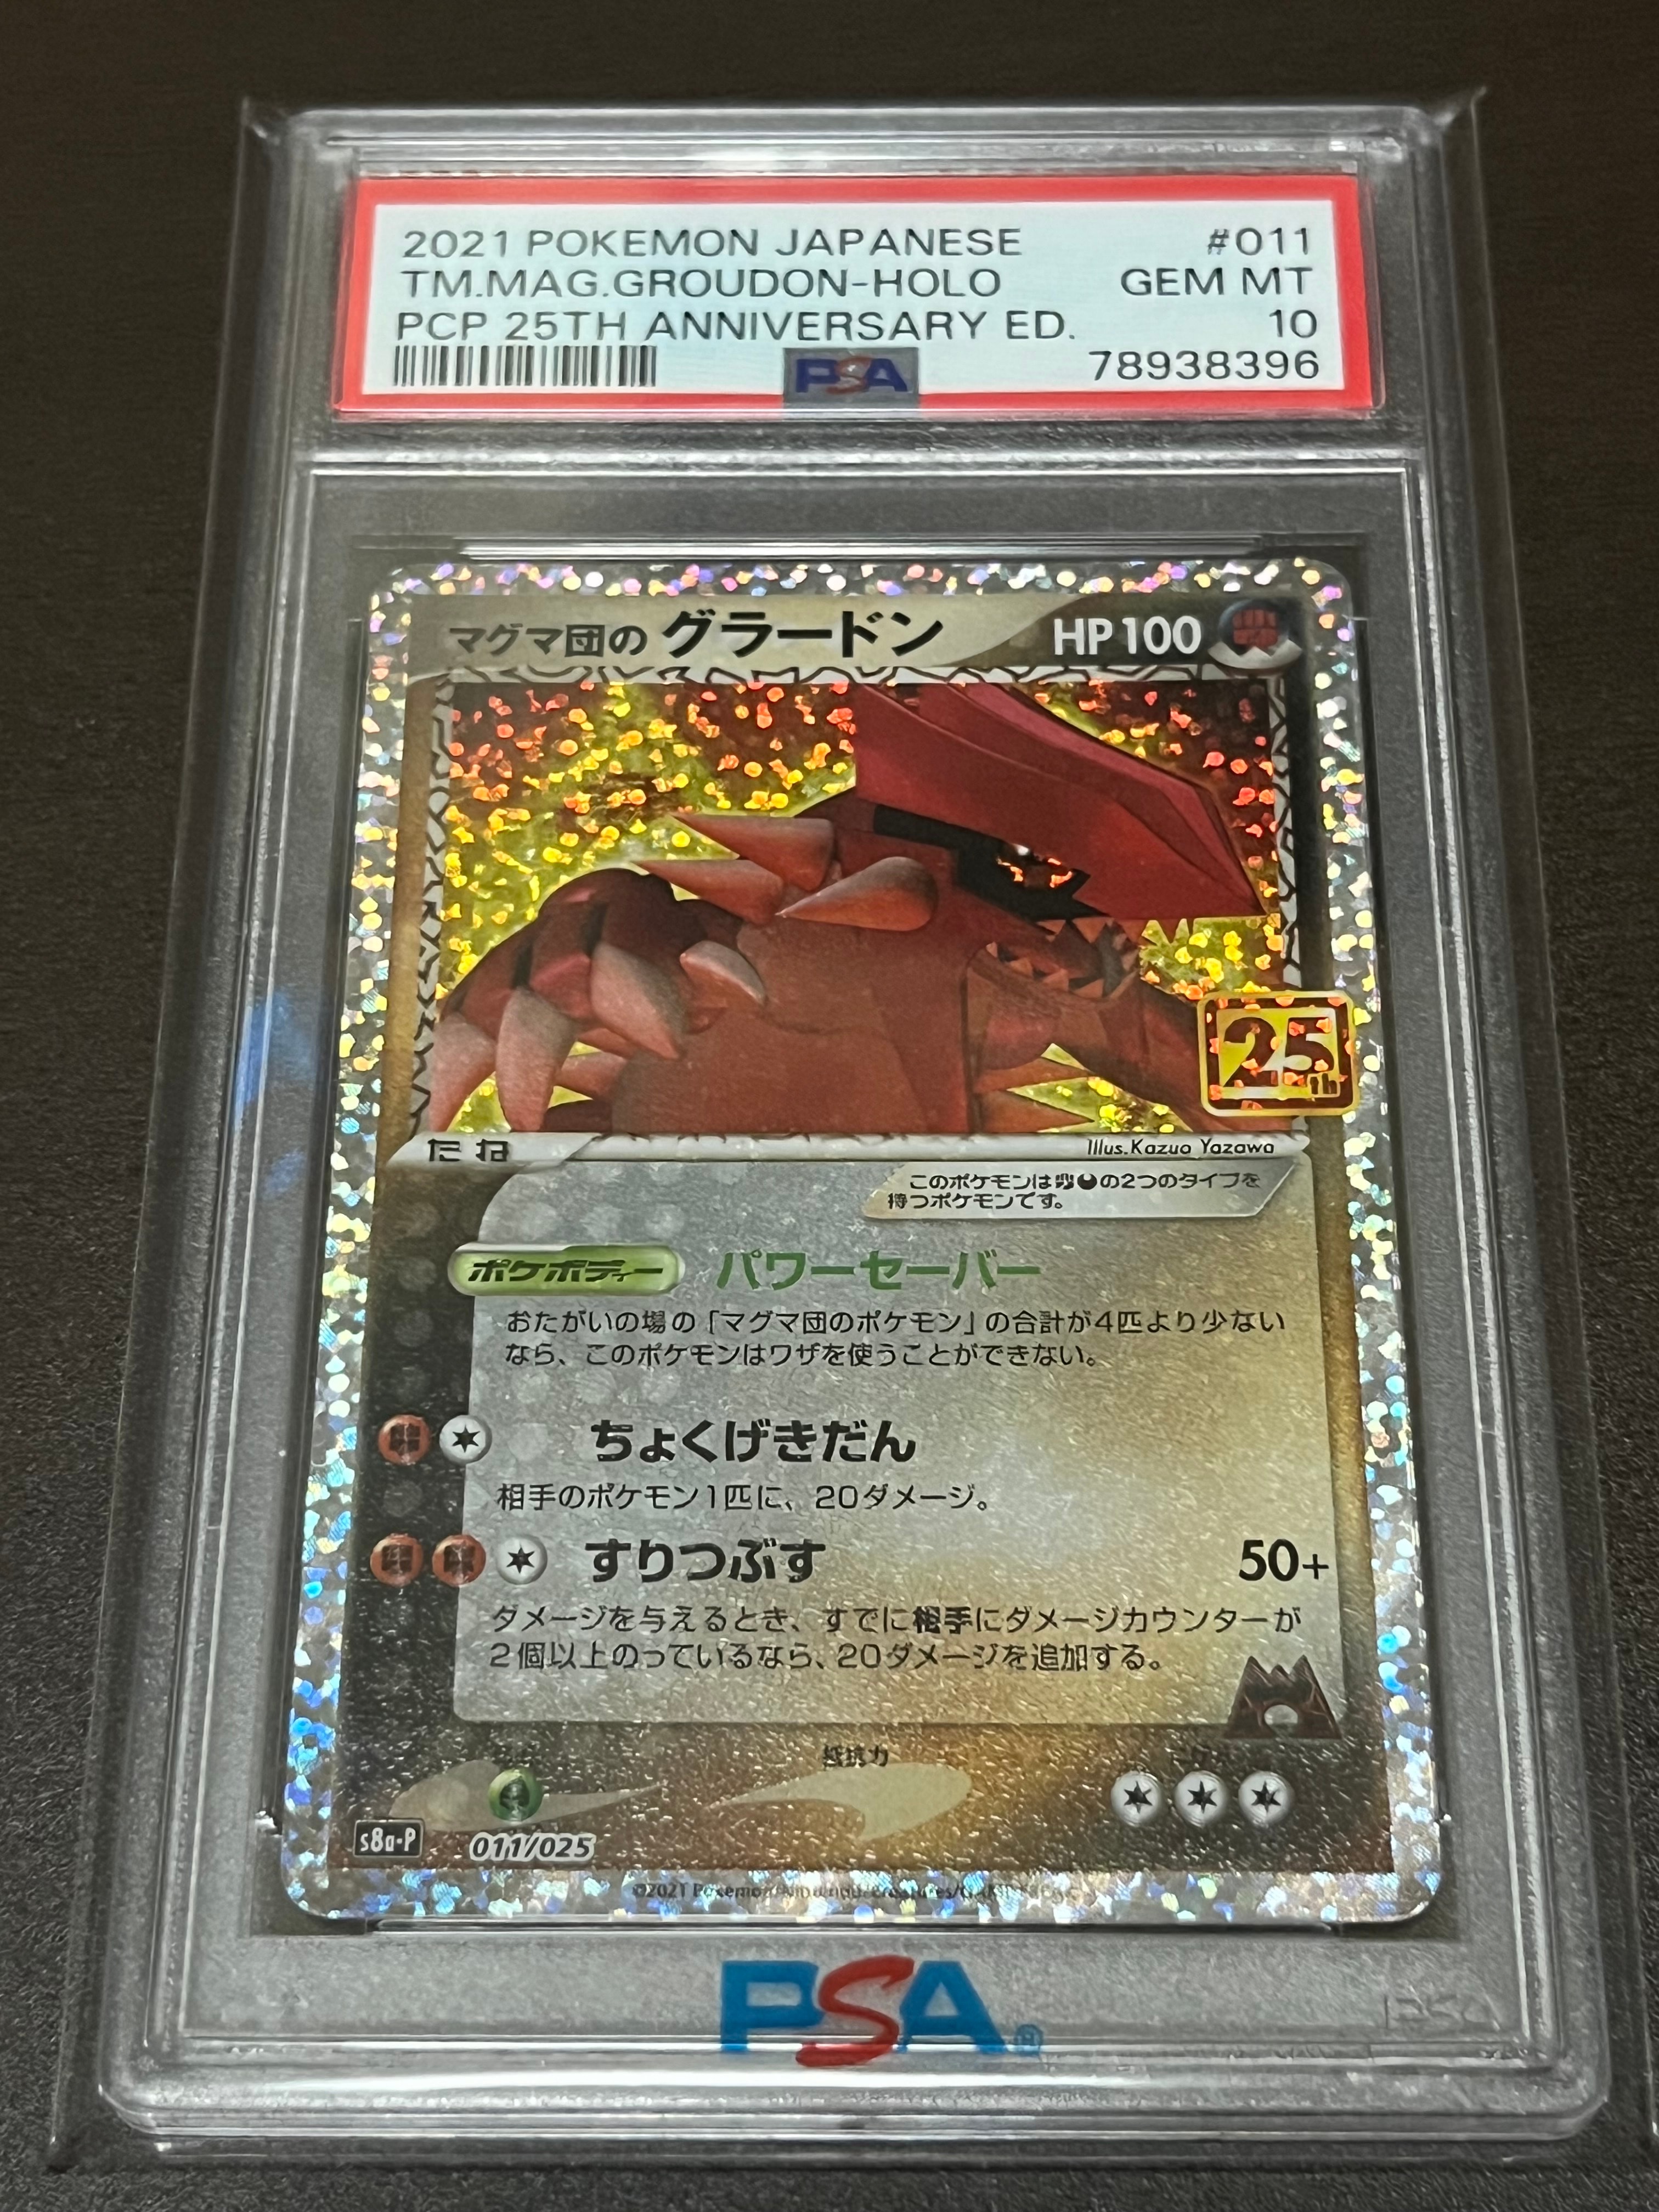 2021 POKEMON JAPANESE #011
TM.MAG.GROUDON-HOLO GEM MT
PCP 25TH ANNIVERSARY ED. 10
PSA 78938396
マグマ団の グラードン HP100
25th
たね Illus.Kazuo Yazawa
このポケモンは の2つのタイプを
持つポケモンです。
ポケボディー パワーセーバー
おたがいの場の「マグマ団のポケモン」の合計が4匹より少ない
なら、このポケモンはワザを使うことができない。
ちょくげきだん
相手のポケモン1匹に、20ダメージ。
すりつぶす 50+
ダメージを与えるとき、すでに相手にダメージカウンターが
2個以上のっているなら、20ダメージを追加する。
抵抗力
s8a-P 011/025
©2021 Pokémon
PSA®